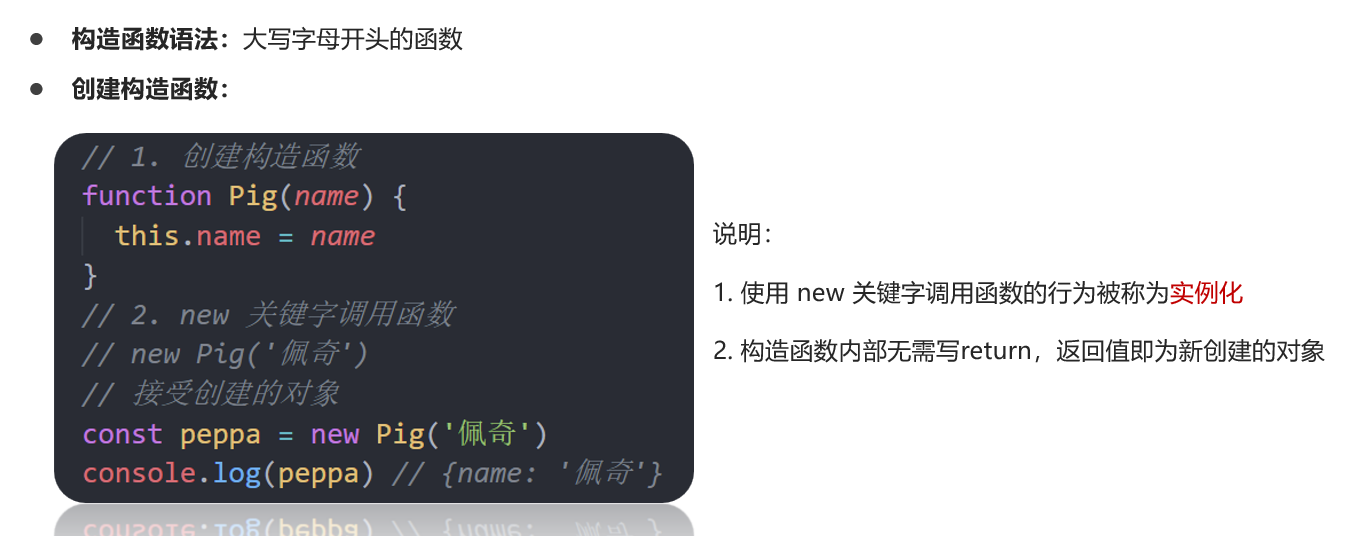 ● 构造函数语法：大写字母开头的函数
● 创建构造函数：
// 1. 创建构造函数
function Pig(name) {
  this.name = name
}
// 2. new 关键字调用函数
// new Pig('佩奇')
// 接受创建的对象
const peppa = new Pig('佩奇')
console.log(peppa) // {name: '佩奇'}
说明：
1. 使用 new 关键字调用函数的行为被称为实例化
2. 构造函数内部无需写return，返回值即为新创建的对象